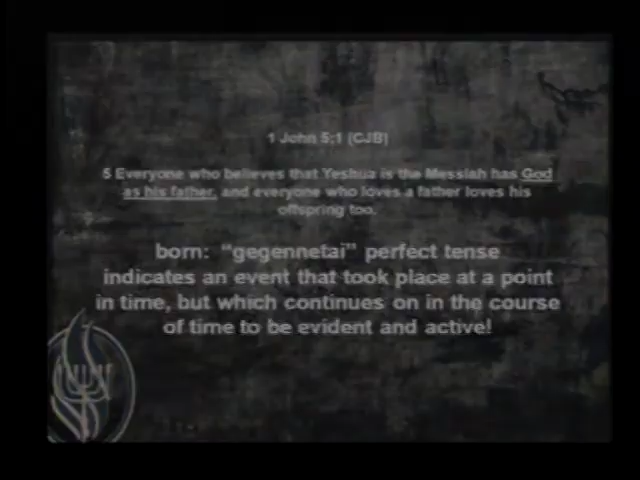 1 John 5:1 (CJB)
5 Everyone who believes that Yeshua is the Messiah has God
as his father, and everyone who loves a father loves his
offspring too.
born: “gegennetai” perfect tense
indicates an event that took place at a point
in time, but which continues on in the course
of time to be evident and active!